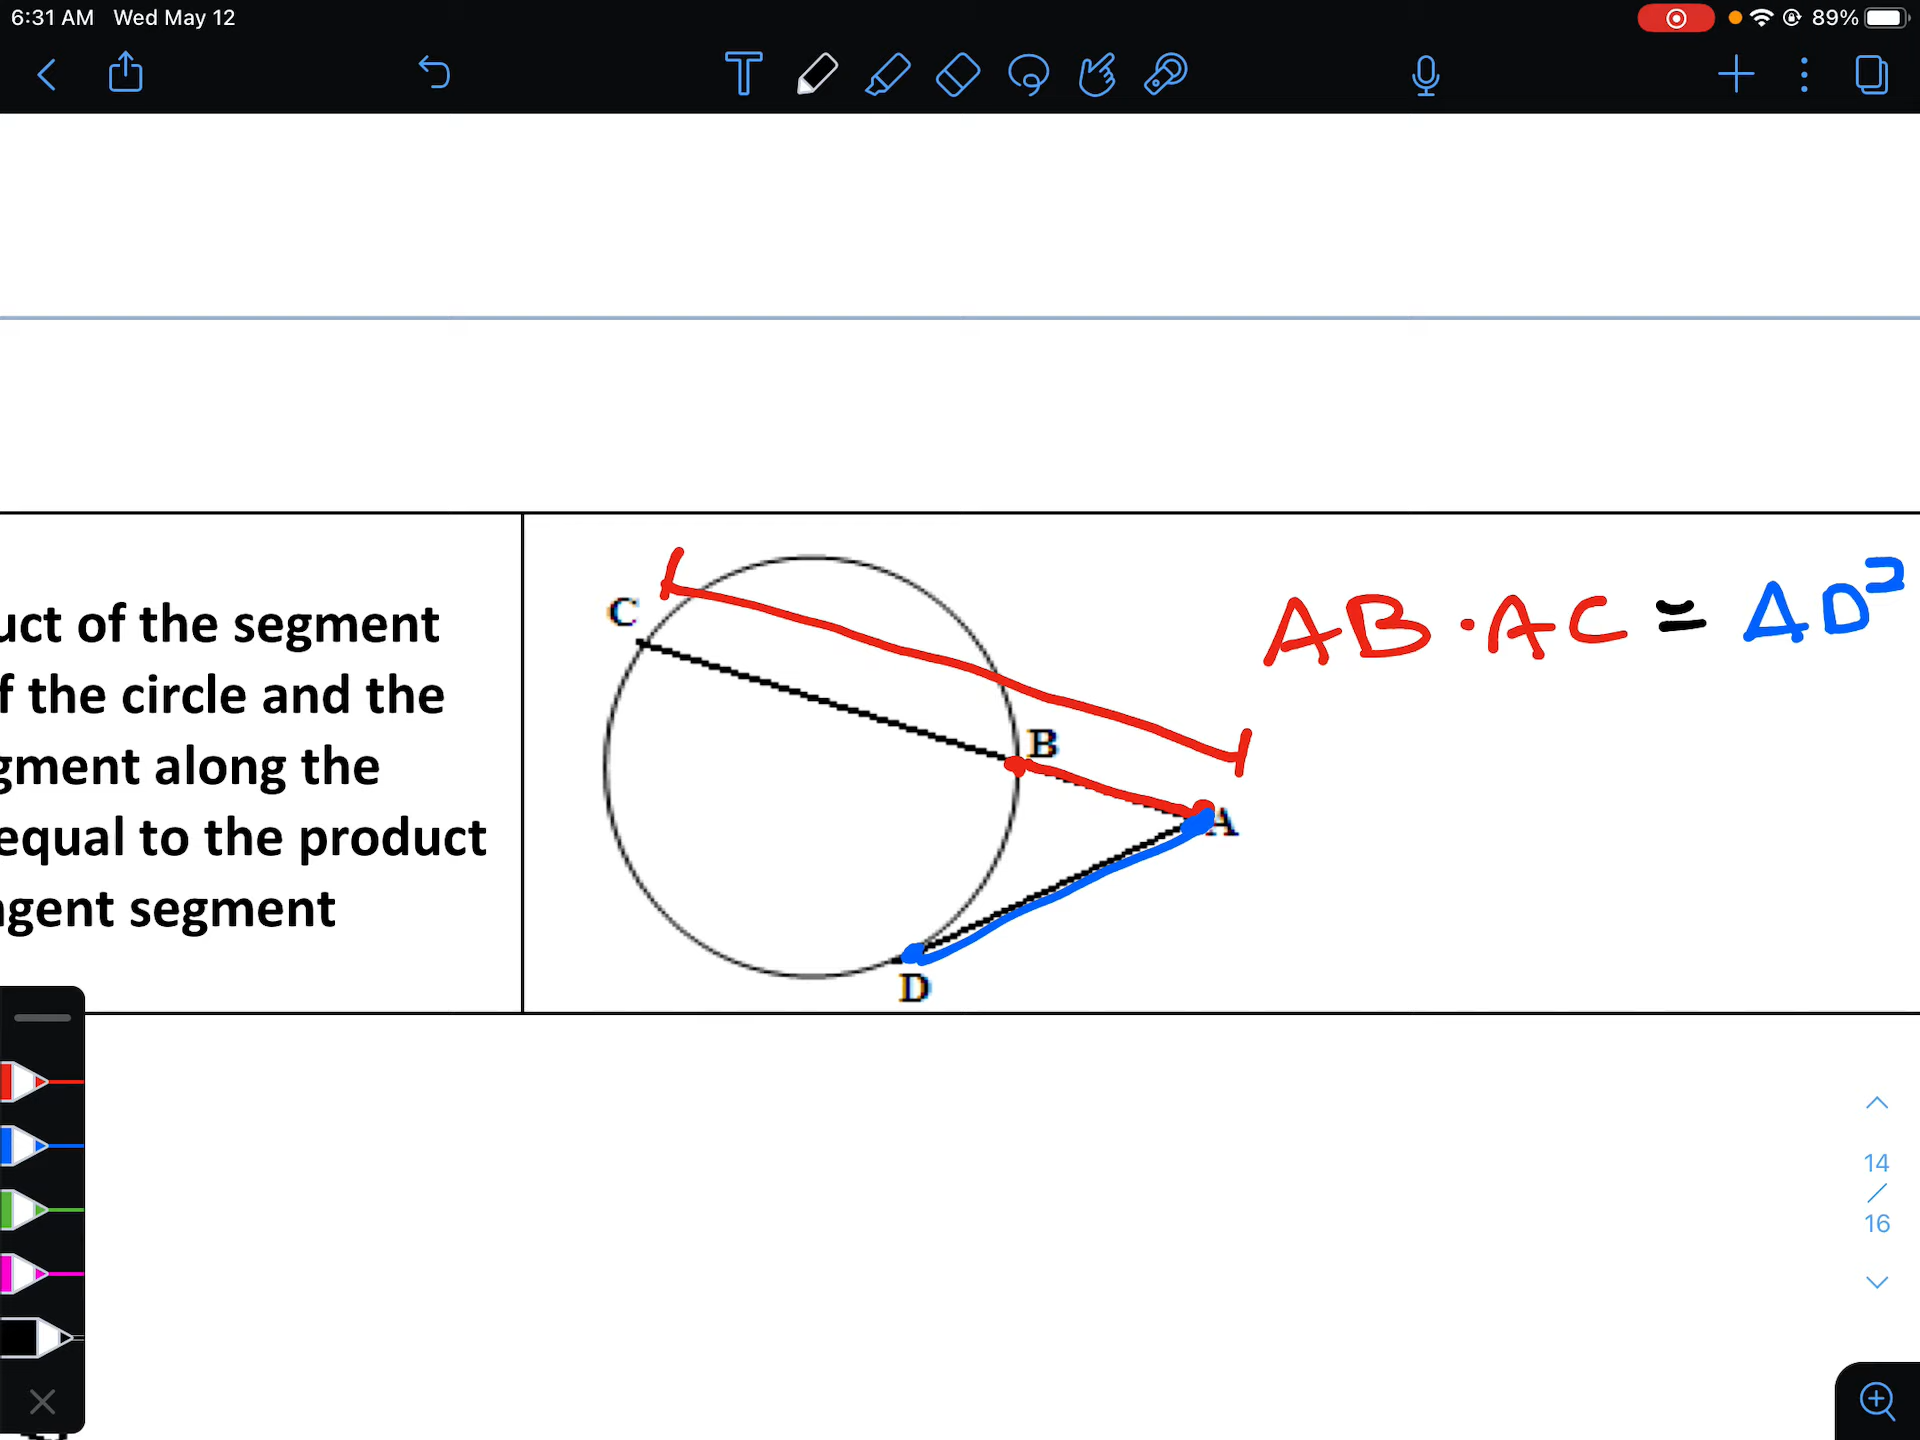 6:31 AM Wed May 12
89%
T
uct of the segment
f the circle and the
gment along the
equal to the product
gent segment
C
B
A
D
AB · AC = AD²
14
/
16